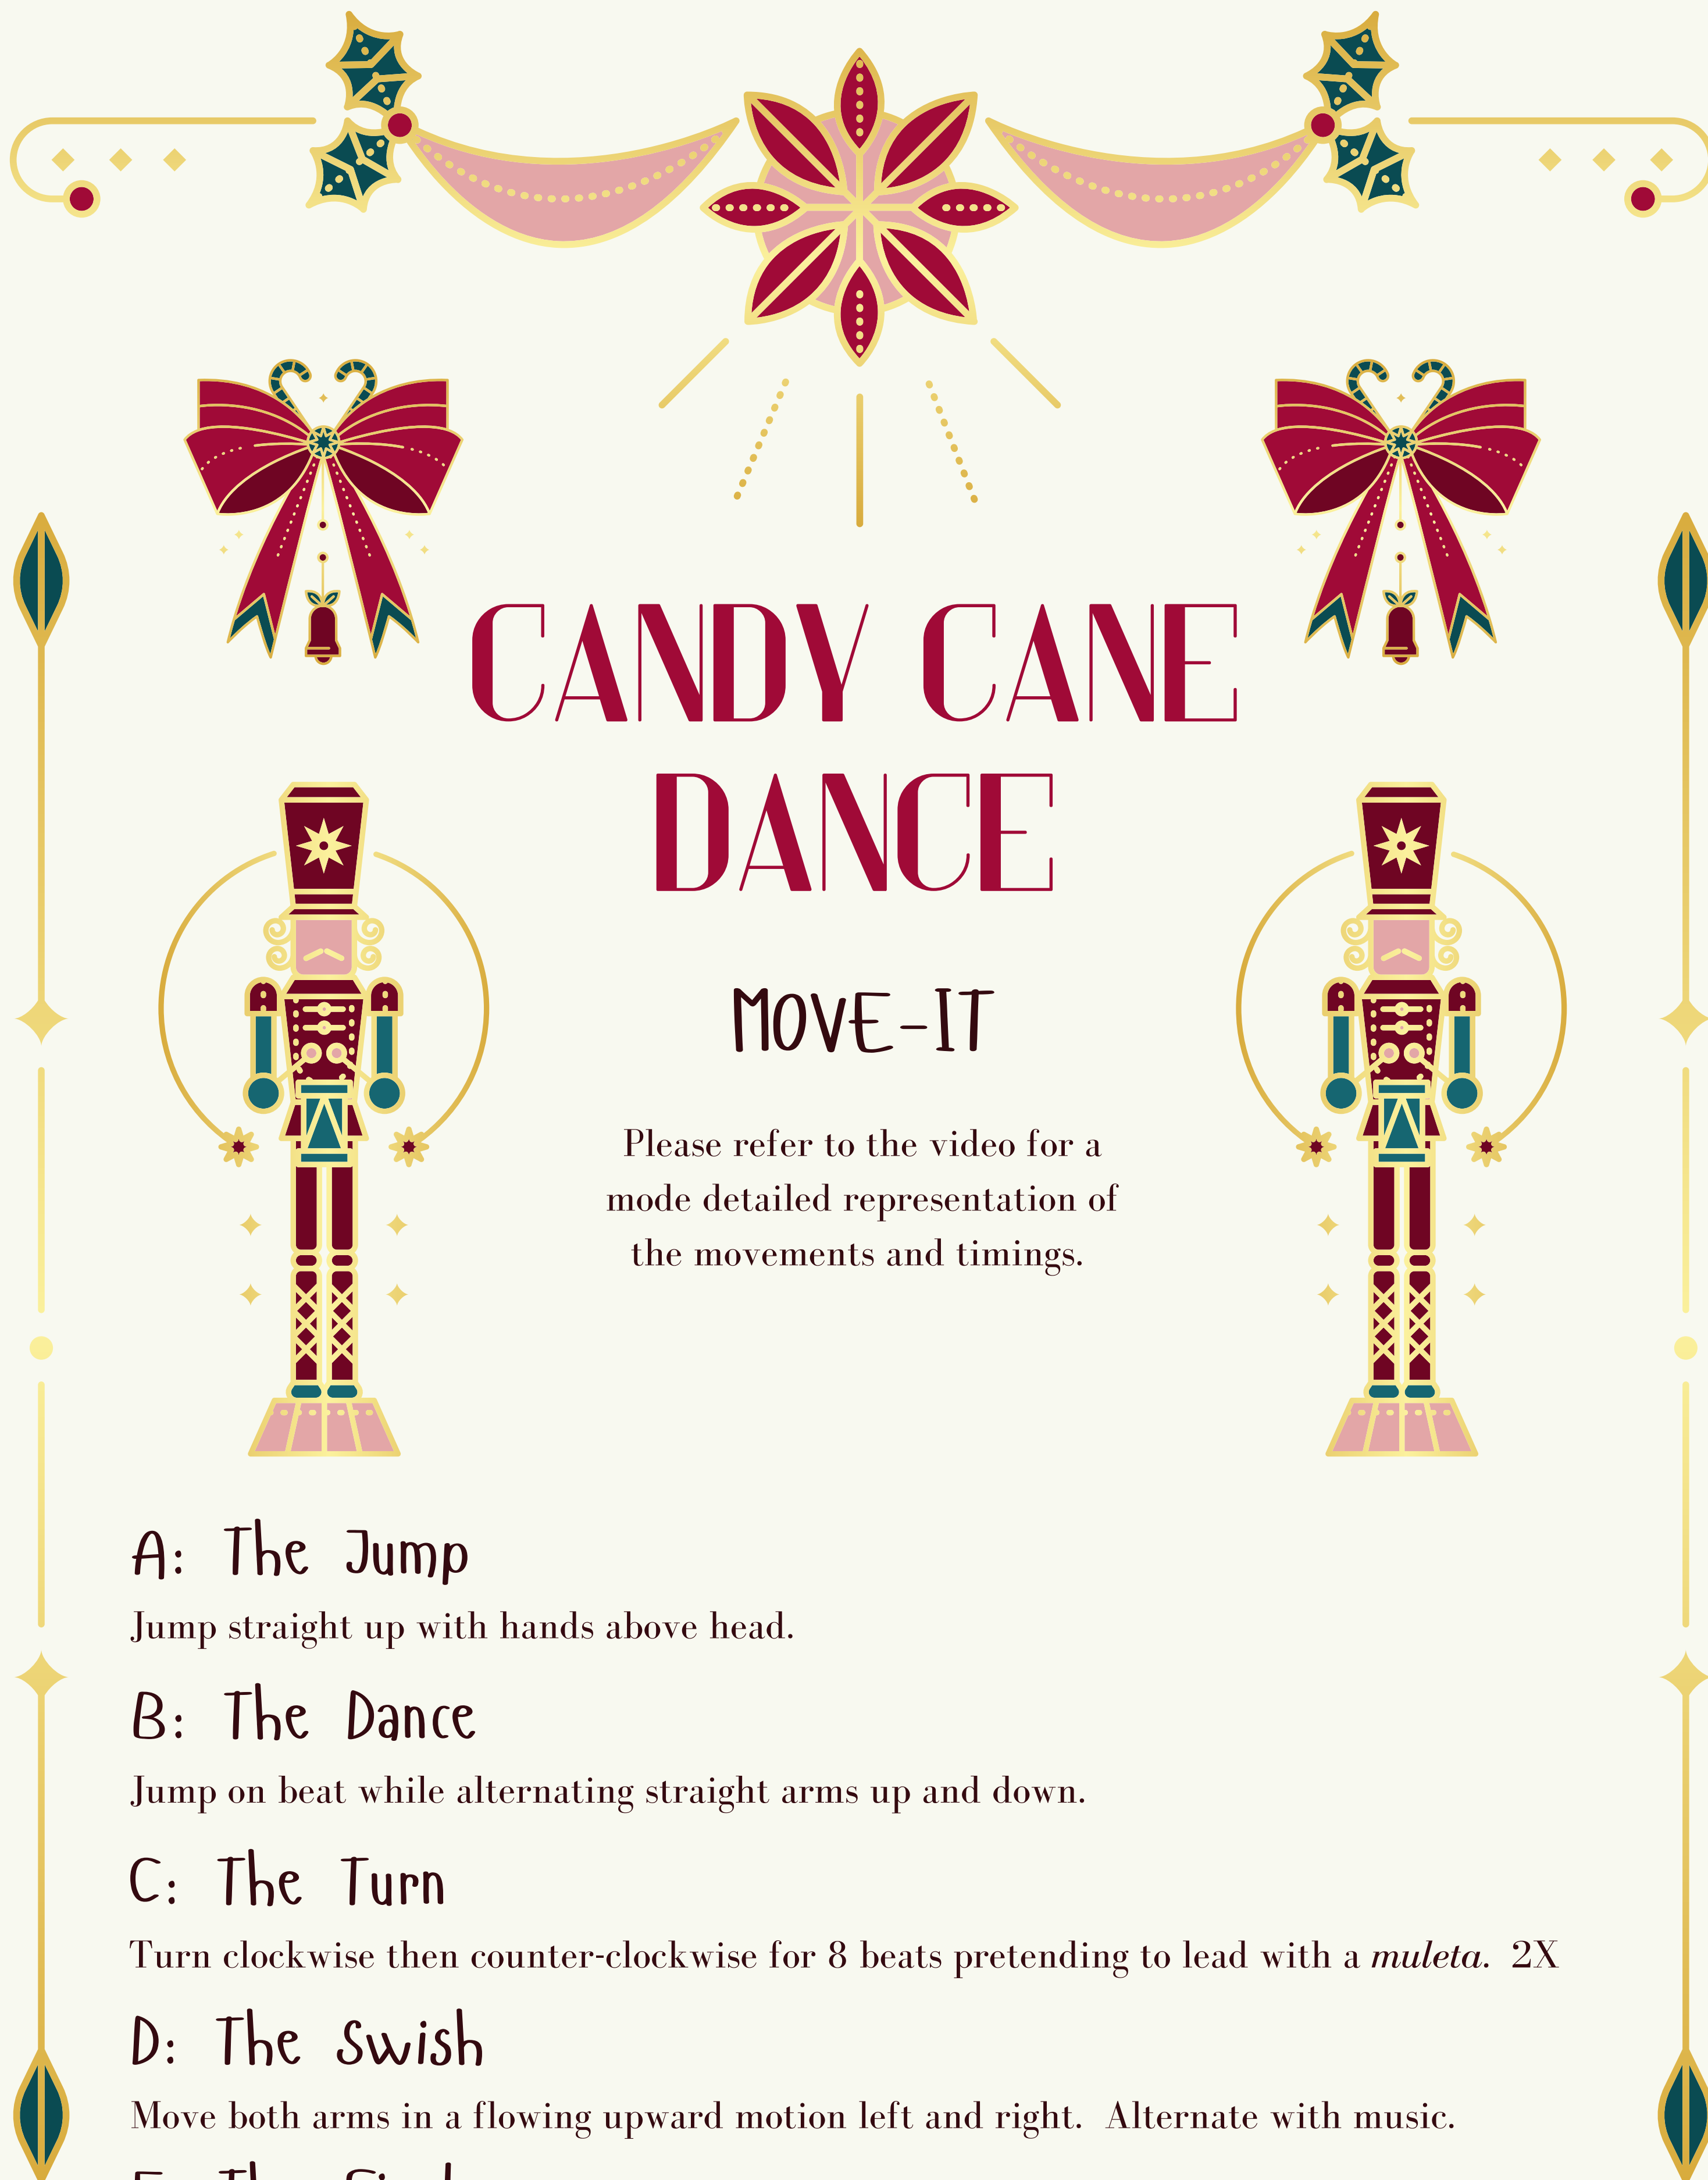 CANDY CANE
DANCE
MOVE-IT
Please refer to the video for a
mode detailed representation of
the movements and timings.
A: The Jump
Jump straight up with hands above head.
B: The Dance
Jump on beat while alternating straight arms up and down.
C: The Turn
Turn clockwise then counter-clockwise for 8 beats pretending to lead with a muleta. 2X
D: The Swish
Move both arms in a flowing upward motion left and right. Alternate with music.